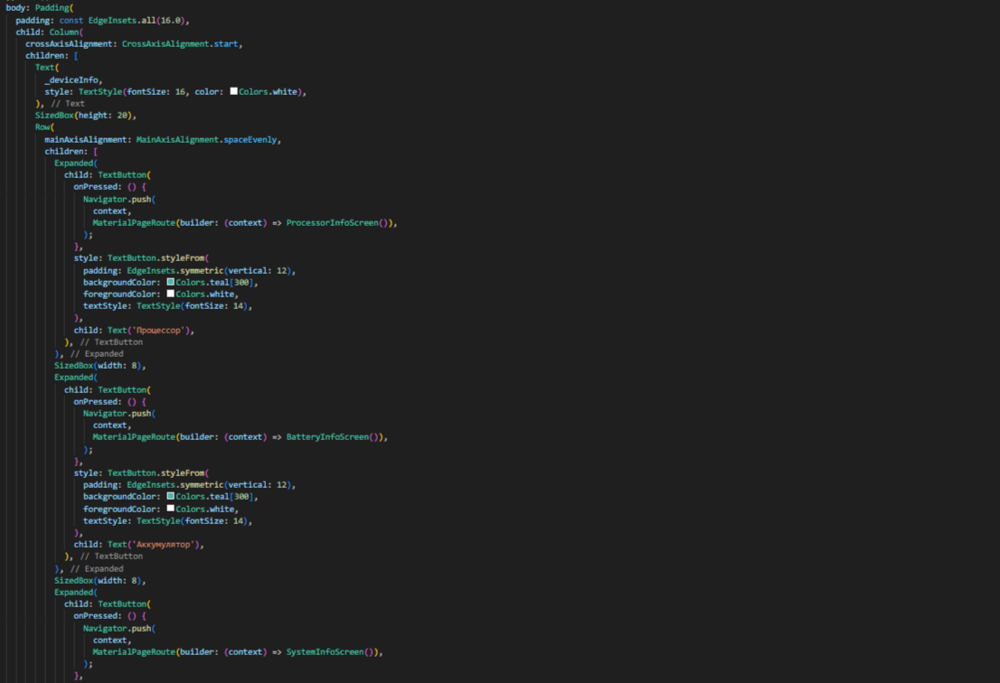 body: Padding(
  padding: const EdgeInsets.all(16.0),
  child: Column(
    crossAxisAlignment: CrossAxisAlignment.start,
    children: [
      Text(
        _deviceInfo,
        style: TextStyle(fontSize: 16, color: Colors.white),
      ), // Text
      SizedBox(height: 20),
      Row(
        mainAxisAlignment: MainAxisAlignment.spaceEvenly,
        children: [
          Expanded(
            child: TextButton(
              onPressed: () {
                Navigator.push(
                  context,
                  MaterialPageRoute(builder: (context) => ProcessorInfoScreen()),
                );
              },
              style: TextButton.styleFrom(
                padding: EdgeInsets.symmetric(vertical: 12),
                backgroundColor: Colors.teal[300],
                foregroundColor: Colors.white,
                textStyle: TextStyle(fontSize: 14),
              ),
              child: Text('Процессор'),
            ), // TextButton
          ), // Expanded
          SizedBox(width: 8),
          Expanded(
            child: TextButton(
              onPressed: () {
                Navigator.push(
                  context,
                  MaterialPageRoute(builder: (context) => BatteryInfoScreen()),
                );
              },
              style: TextButton.styleFrom(
                padding: EdgeInsets.symmetric(vertical: 12),
                backgroundColor: Colors.teal[300],
                foregroundColor: Colors.white,
                textStyle: TextStyle(fontSize: 14),
              ),
              child: Text('Аккумулятор'),
            ), // TextButton
          ), // Expanded
          SizedBox(width: 8),
          Expanded(
            child: TextButton(
              onPressed: () {
                Navigator.push(
                  context,
                  MaterialPageRoute(builder: (context) => SystemInfoScreen()),
                );
              },